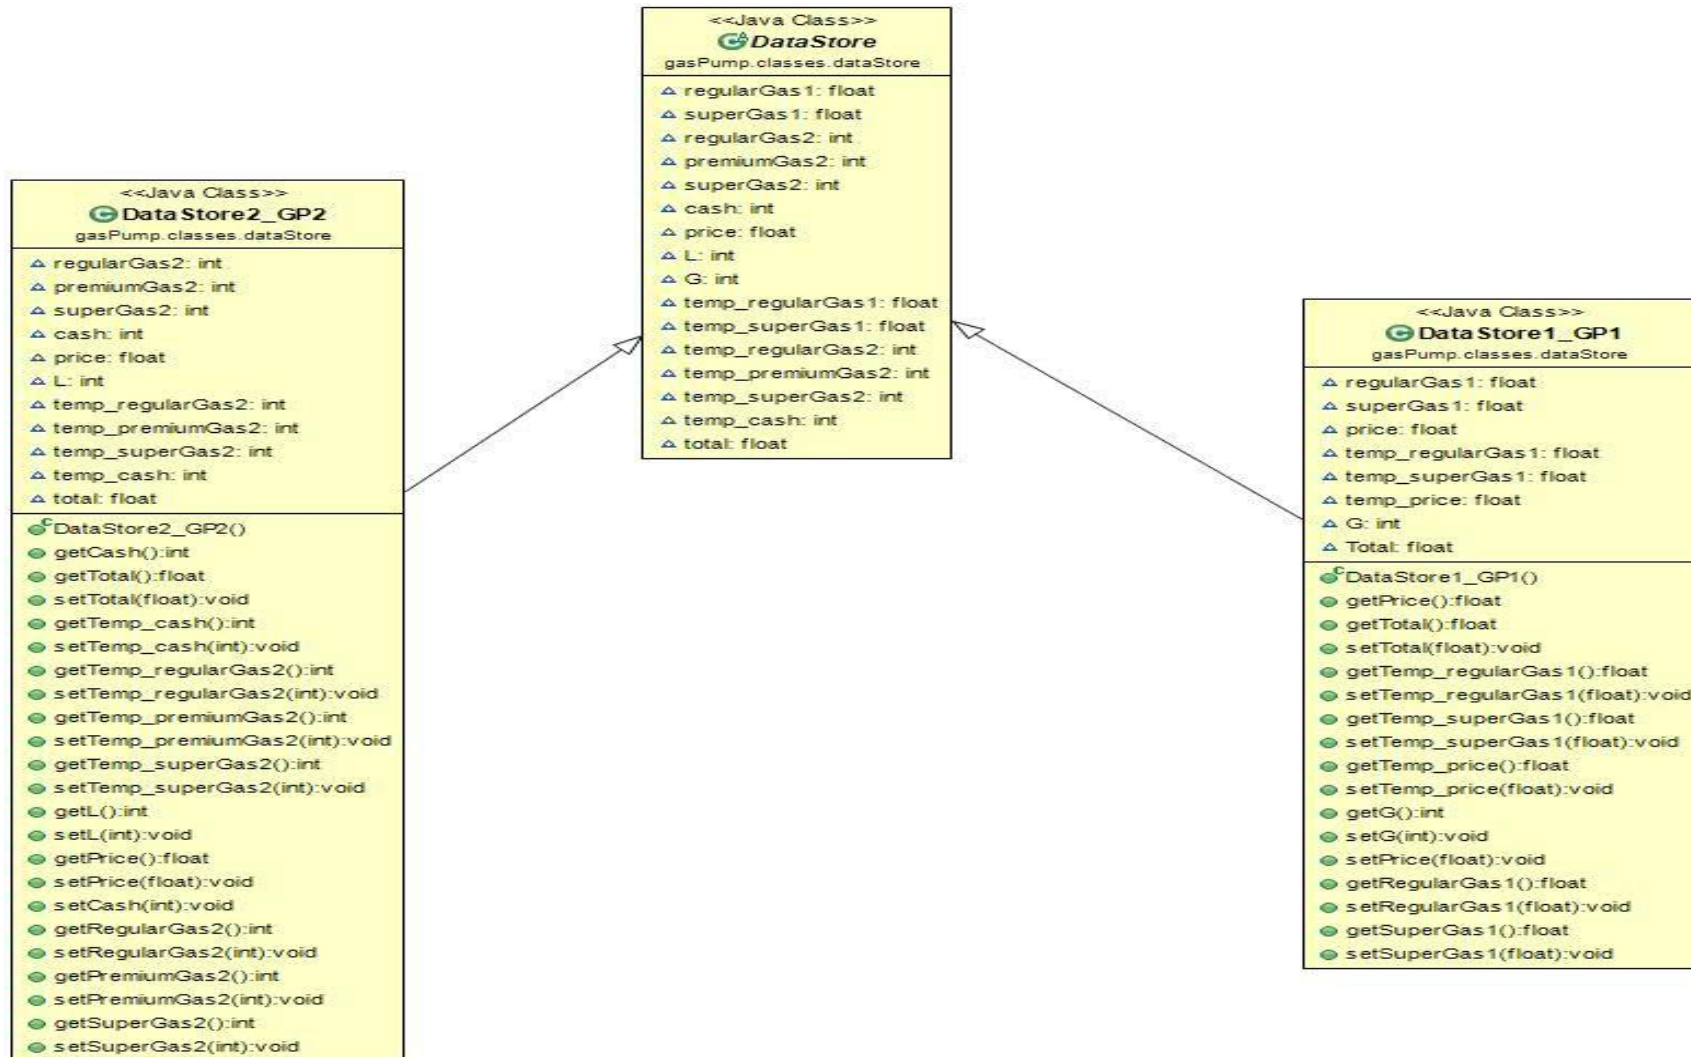 <<Java Class>>
DataStore
gasPump.classes.dataStore
regularGas1: float
superGas1: float
regularGas2: int
premiumGas2: int
superGas2: int
cash: int
price: float
L: int
G: int
temp_regularGas1: float
temp_superGas1: float
temp_regularGas2: int
temp_premiumGas2: int
temp_superGas2: int
temp_cash: int
total: float
<<Java Class>>
DataStore2_GP2
gasPump.classes.dataStore
regularGas2: int
premiumGas2: int
superGas2: int
cash: int
price: float
L: int
temp_regularGas2: int
temp_premiumGas2: int
temp_superGas2: int
temp_cash: int
total: float
DataStore2_GP2()
getCash():int
getTotal():float
setTotal(float):void
getTemp_cash():int
setTemp_cash(int):void
getTemp_regularGas2():int
setTemp_regularGas2(int):void
getTemp_premiumGas2():int
setTemp_premiumGas2(int):void
getTemp_superGas2():int
setTemp_superGas2(int):void
getL():int
setL(int):void
getPrice():float
setPrice(float):void
setCash(int):void
getRegularGas2():int
setRegularGas2(int):void
getPremiumGas2():int
setPremiumGas2(int):void
getSuperGas2():int
setSuperGas2(int):void
<<Java Class>>
DataStore1_GP1
gasPump.classes.dataStore
regularGas1: float
superGas1: float
price: float
temp_regularGas1: float
temp_superGas1: float
temp_price: float
G: int
Total: float
DataStore1_GP1()
getPrice():float
getTotal():float
setTotal(float):void
getTemp_regularGas1():float
setTemp_regularGas1(float):void
getTemp_superGas1():float
setTemp_superGas1(float):void
getTemp_price():float
setTemp_price(float):void
getG():int
setG(int):void
setPrice(float):void
getRegularGas1():float
setRegularGas1(float):void
getSuperGas1():float
setSuperGas1(float):void